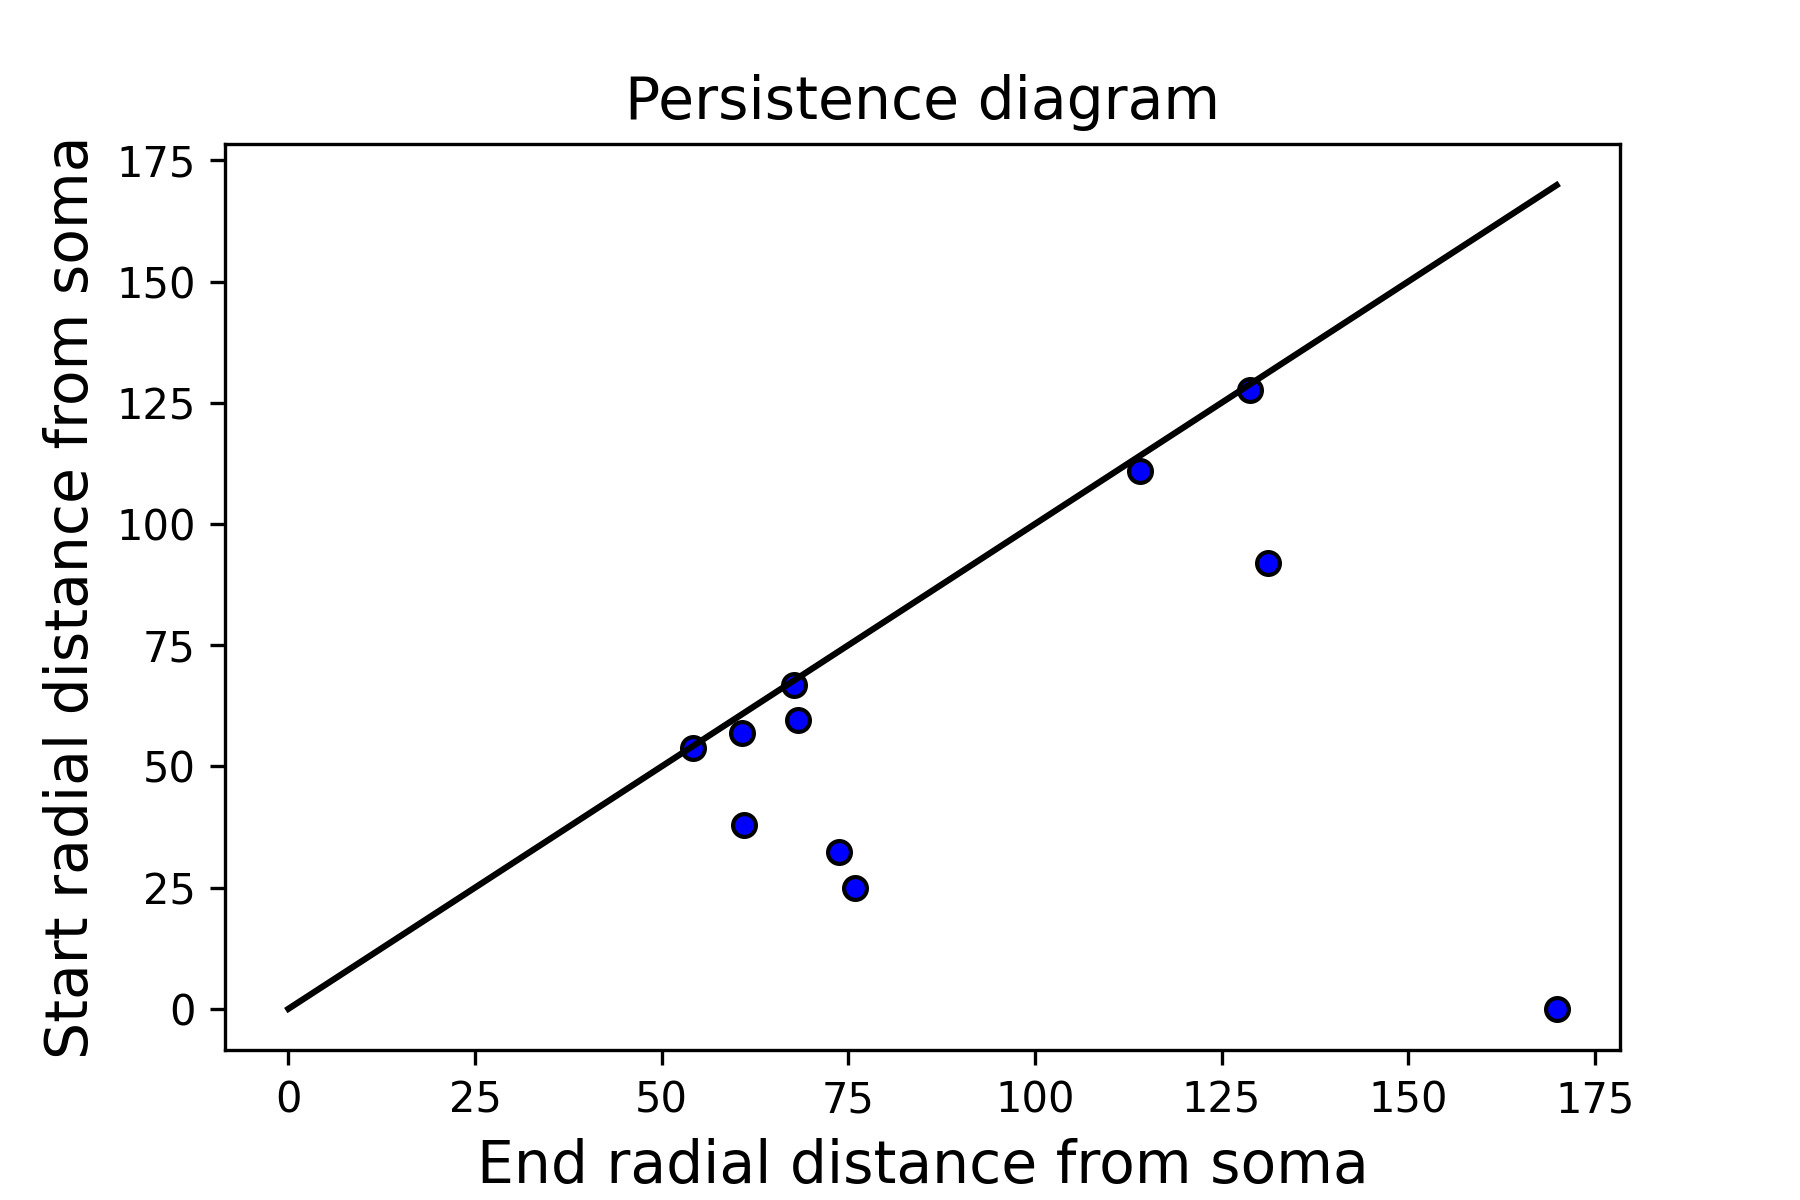 Persistence diagram
Start radial distance from soma
175
150
125
100
75
50
25
0
0 25 50 75 100 125 150 175
End radial distance from soma